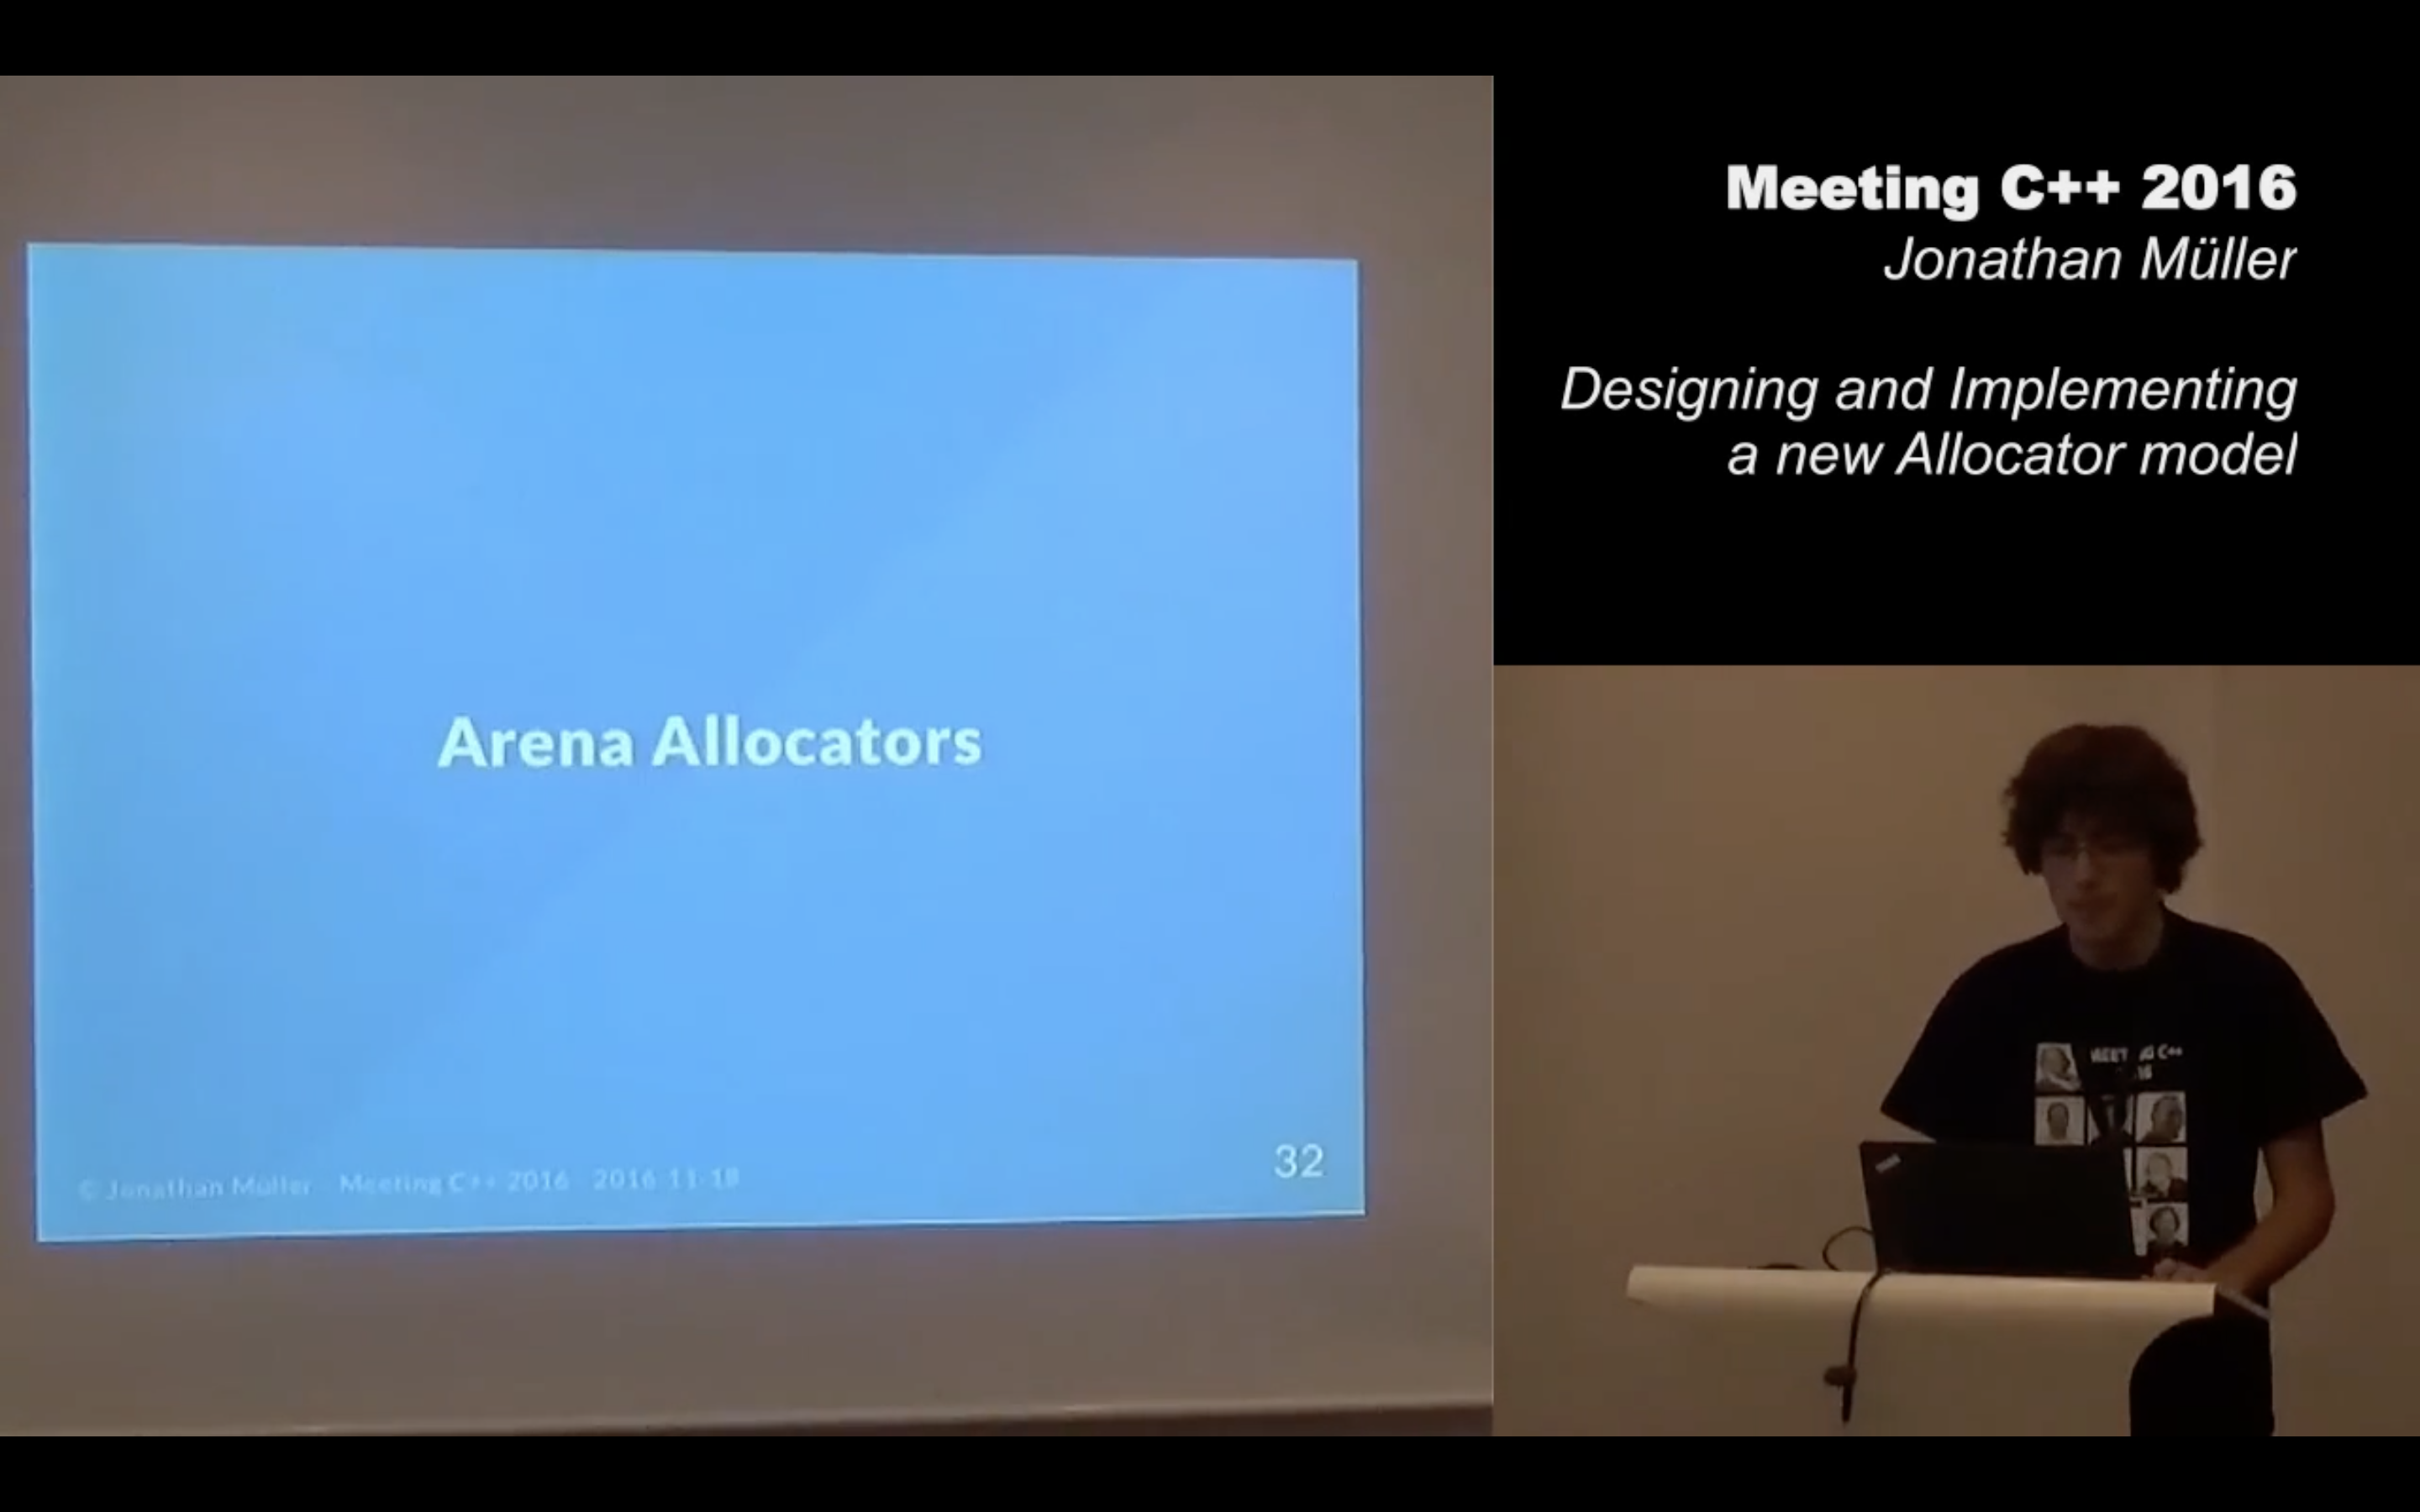 Meeting C++ 2016
Jonathan Müller
Designing and Implementing
a new Allocator model
Arena Allocators
32
© Jonathan Müller Meeting C++ 2016 2016-11-18